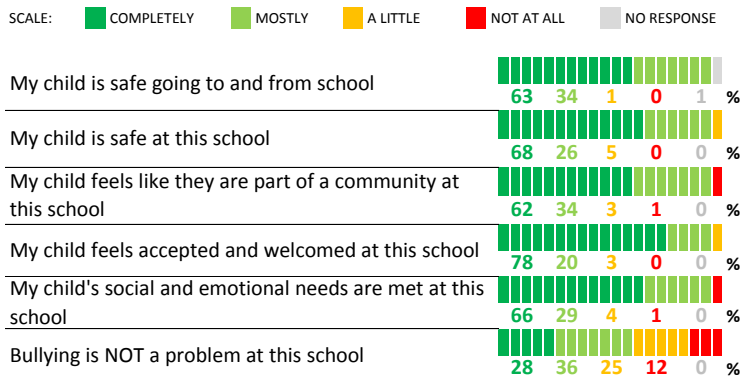 SCALE: COMPLETELY MOSTLY A LITTLE NOT AT ALL NO RESPONSE
My child is safe going to and from school
63 34 1 0 1 %
My child is safe at this school
68 26 5 0 0 %
My child feels like they are part of a community at
this school
62 34 3 1 0 %
My child feels accepted and welcomed at this school
78 20 3 0 0 %
My child's social and emotional needs are met at this
school
66 29 4 1 0 %
Bullying is NOT a problem at this school
28 36 25 12 0 %